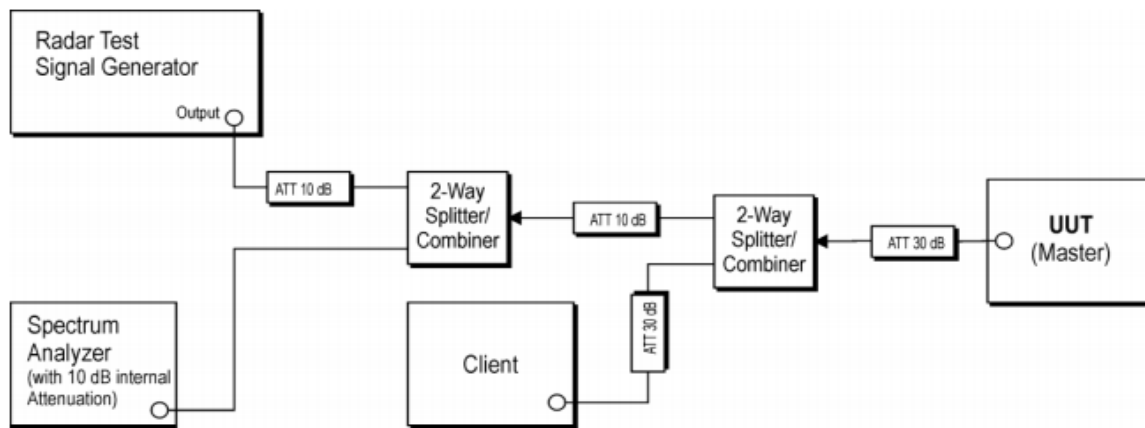 Radar Test
Signal Generator
Output
ATT 10 dB
2-Way
Splitter/
Combiner
ATT 10 dB
2-Way
Splitter/
Combiner
ATT 30 dB
UUT
(Master)
Spectrum
Analyzer
(with 10 dB internal
Attenuation)
Client
ATT 30 dB